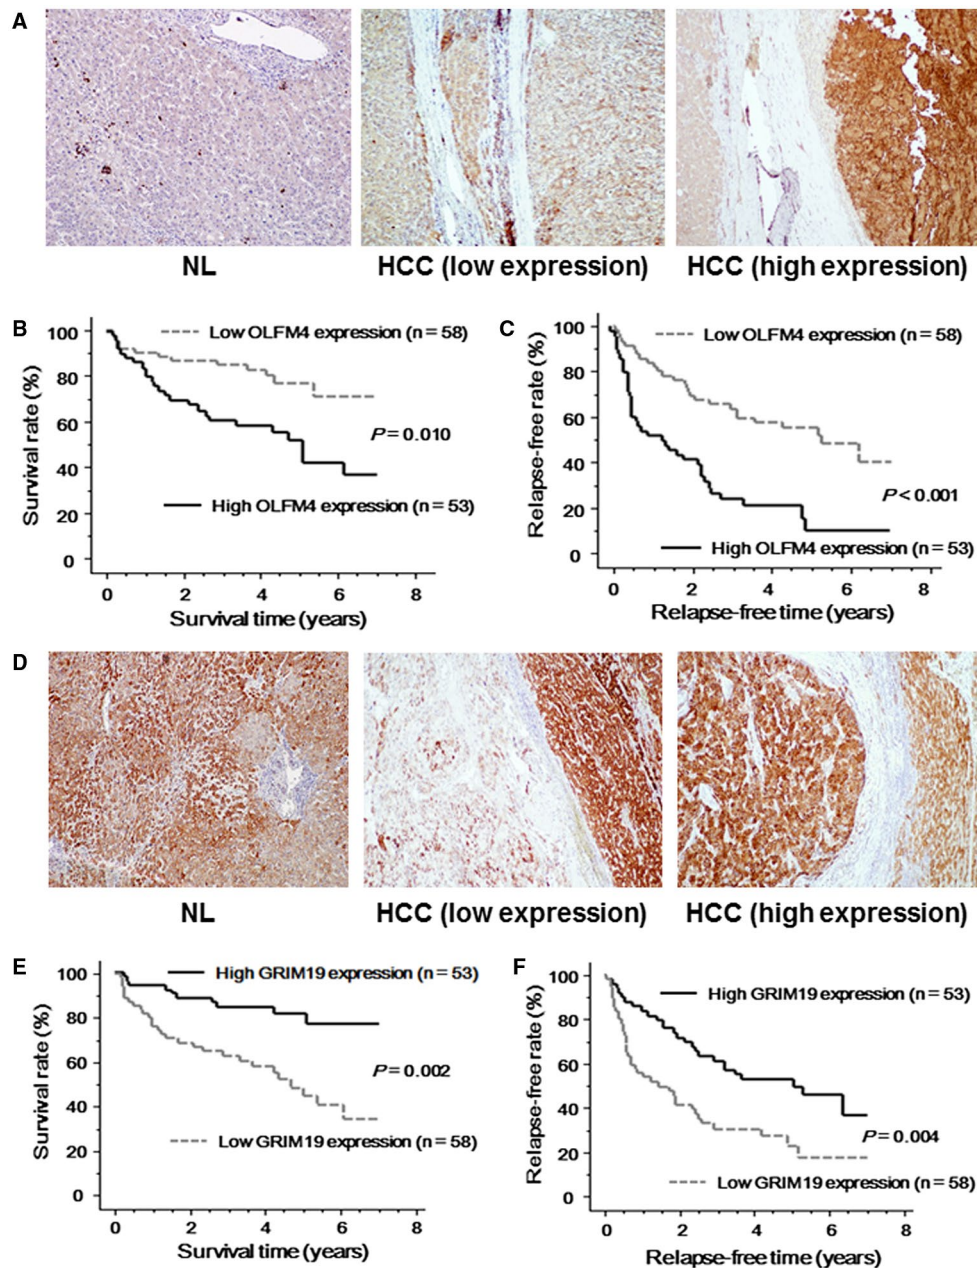 A
NL
HCC (low expression)
HCC (high expression)
B
Survival rate (%)
100
80
60
40
20
0
Low OLFM4 expression (n = 58)
P = 0.010
High OLFM4 expression (n = 53)
0 2 4 6 8
Survival time (years)
C
Relapse-free rate (%)
100
80
60
40
20
0
Low OLFM4 expression (n = 58)
P < 0.001
High OLFM4 expression (n = 53)
0 2 4 6 8
Relapse-free time (years)
D
NL
HCC (low expression)
HCC (high expression)
E
Survival rate (%)
100
80
60
40
20
0
High GRIM19 expression (n = 53)
P = 0.002
Low GRIM19 expression (n = 58)
0 2 4 6 8
Survival time (years)
F
Relapse-free rate (%)
100
80
60
40
20
0
High GRIM19 expression (n = 53)
P = 0.004
Low GRIM19 expression (n = 58)
0 2 4 6 8
Relapse-free time (years)